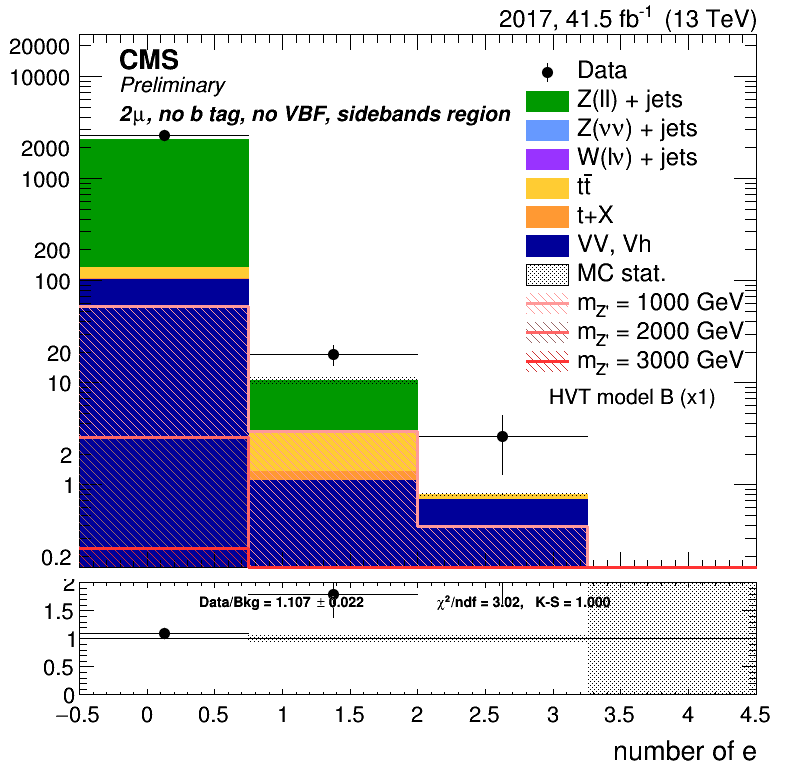 2017, 41.5 fb⁻¹ (13 TeV)
CMS
Preliminary
2μ, no b tag, no VBF, sidebands region
Data
Z(ll) + jets
Z(νν) + jets
W(lν) + jets
tt̄
t+X
VV, Vh
MC stat.
m_Z' = 1000 GeV
m_Z' = 2000 GeV
m_Z' = 3000 GeV
HVT model B (x1)
20000
10000
2000
1000
200
100
20
10
2
1
0.2
2
1.5
1
0.5
0
Data/Bkg = 1.107 ± 0.022
χ²/ndf = 3.02, K-S = 1.000
−0.5 0 0.5 1 1.5 2 2.5 3 3.5 4 4.5
number of e